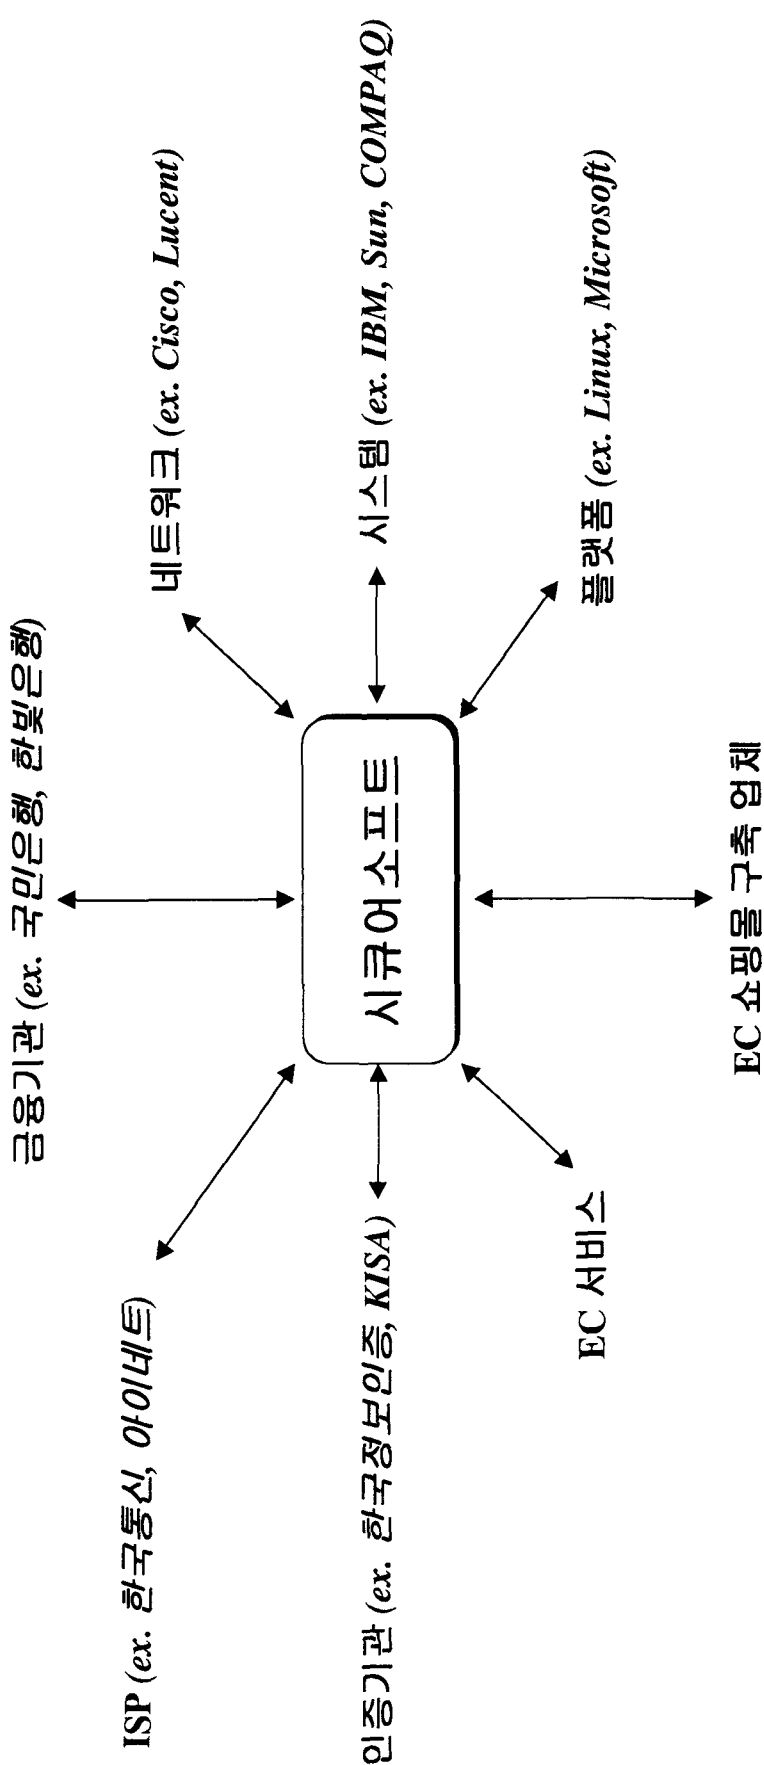 금융기관 (ex. 국민은행, 한빛은행)
ISP (ex. 한국통신, 아이네트)
네트워크 (ex. Cisco, Lucent)
인증기관 (ex. 한국정보인증, KISA)
시큐어소프트
시스템 (ex. IBM, Sun, COMPAQ)
EC 서비스
플랫폼 (ex. Linux, Microsoft)
EC 쇼핑몰 구축 업체